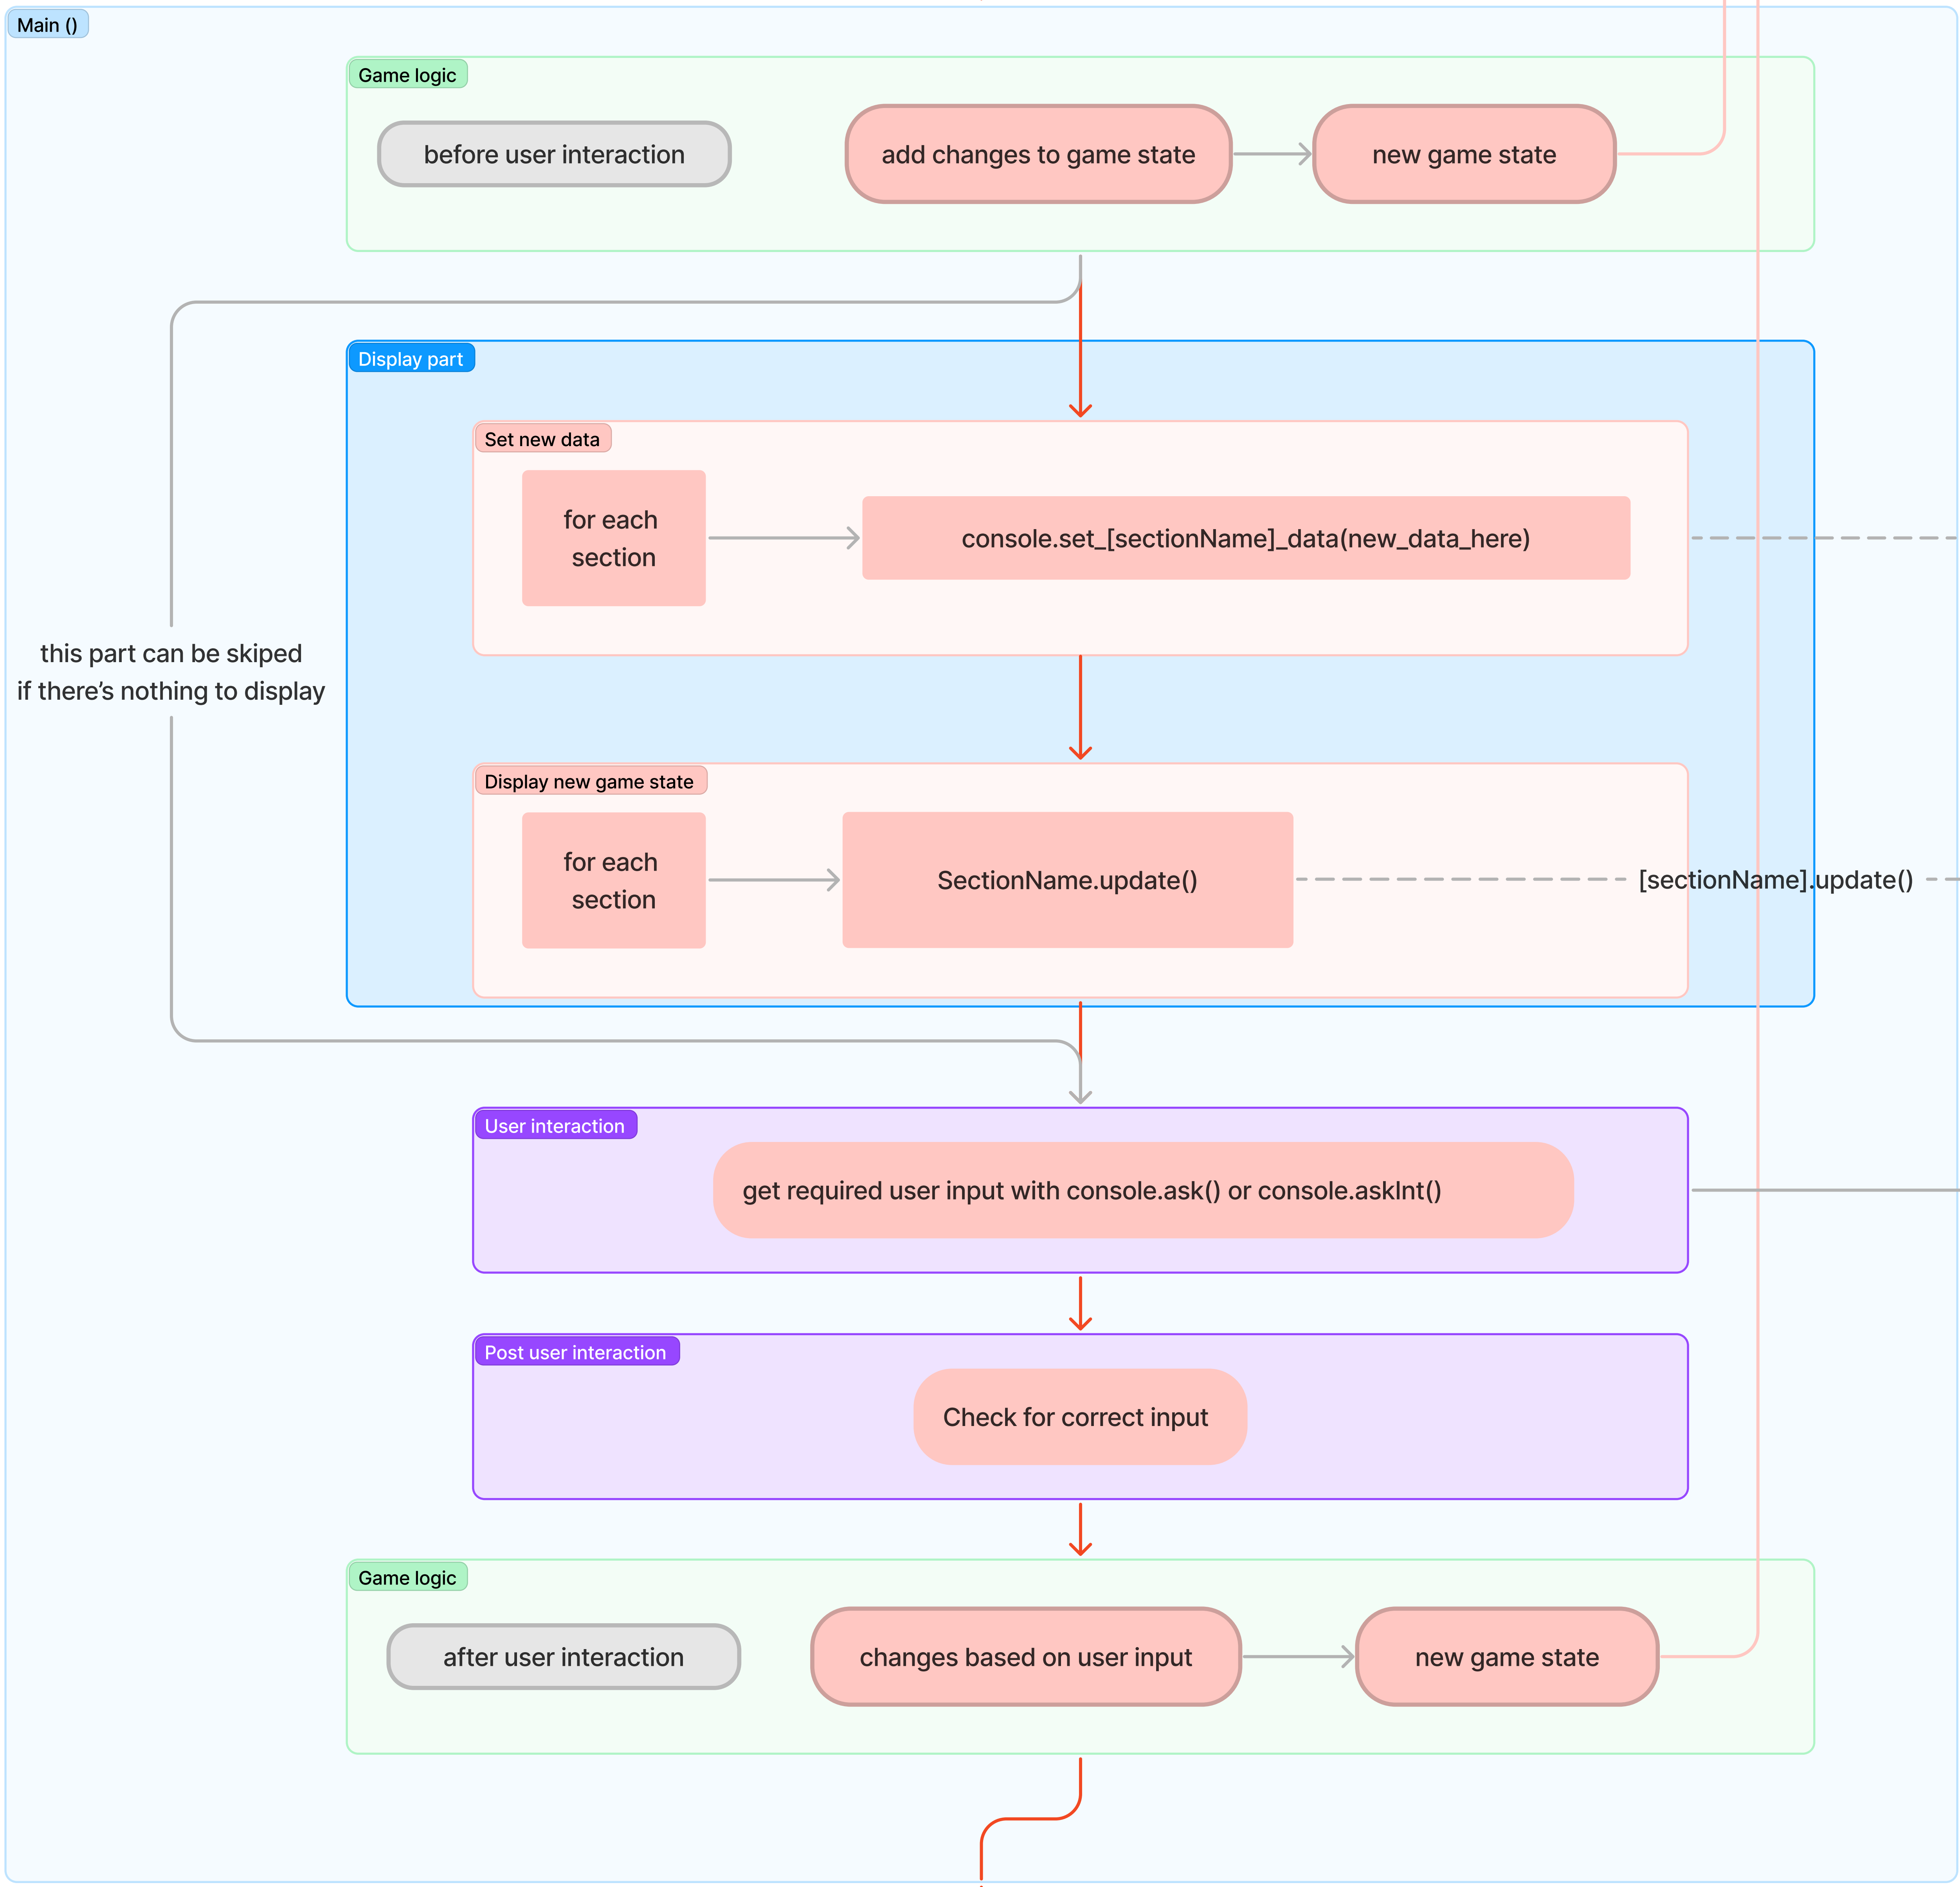 Main ()
Game logic
before user interaction
add changes to game state
new game state
Display part
Set new data
for each
section
console.set_[sectionName]_data(new_data_here)
this part can be skiped
if there's nothing to display
Display new game state
for each
section
SectionName.update()
[sectionName].update()
User interaction
get required user input with console.ask() or console.askInt()
Post user interaction
Check for correct input
Game logic
after user interaction
changes based on user input
new game state